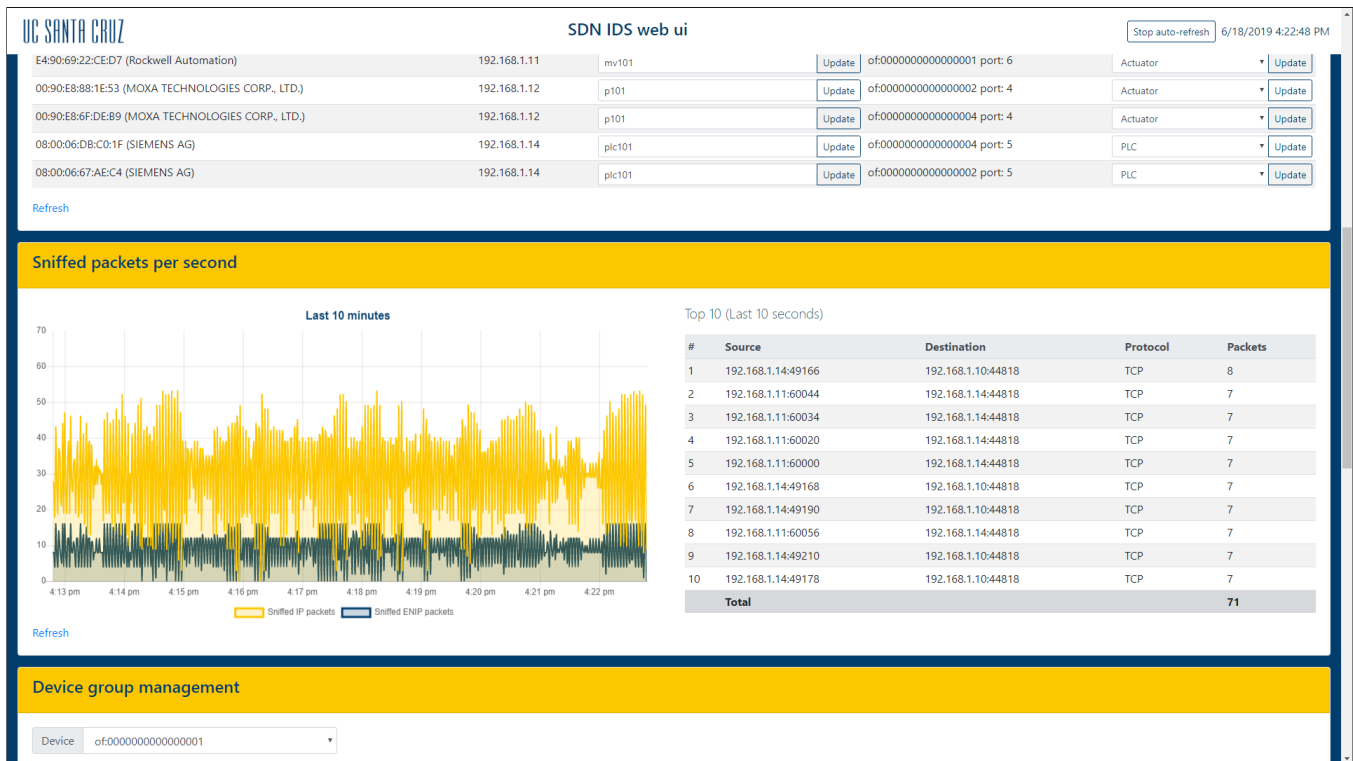 UC SANTA CRUZ SDN IDS web ui Stop auto-refresh 6/18/2019 4:22:48 PM
E4:90:69:22:CE:D7 (Rockwell Automation) 192.168.1.11 mv101 Update of:0000000000000001 port: 6 Actuator Update
00:90:E8:88:1E:53 (MOXA TECHNOLOGIES CORP., LTD.) 192.168.1.12 p101 Update of:0000000000000002 port: 4 Actuator Update
00:90:E8:6F:DE:B9 (MOXA TECHNOLOGIES CORP., LTD.) 192.168.1.12 p101 Update of:0000000000000004 port: 4 Actuator Update
08:00:06:DB:C0:1F (SIEMENS AG) 192.168.1.14 plc101 Update of:0000000000000004 port: 5 PLC Update
08:00:06:67:AE:C4 (SIEMENS AG) 192.168.1.14 plc101 Update of:0000000000000002 port: 5 PLC Update
Refresh
Sniffed packets per second
Last 10 minutes
70
60
50
40
30
20
10
0
4:13 pm 4:14 pm 4:15 pm 4:16 pm 4:17 pm 4:18 pm 4:19 pm 4:20 pm 4:21 pm 4:22 pm
Sniffed IP packets Sniffed ENIP packets
Top 10 (Last 10 seconds)
# Source Destination Protocol Packets
1 192.168.1.14:49166 192.168.1.10:44818 TCP 8
2 192.168.1.11:60044 192.168.1.14:44818 TCP 7
3 192.168.1.11:60034 192.168.1.14:44818 TCP 7
4 192.168.1.11:60020 192.168.1.14:44818 TCP 7
5 192.168.1.11:60000 192.168.1.14:44818 TCP 7
6 192.168.1.14:49168 192.168.1.10:44818 TCP 7
7 192.168.1.14:49190 192.168.1.10:44818 TCP 7
8 192.168.1.11:60056 192.168.1.14:44818 TCP 7
9 192.168.1.14:49210 192.168.1.10:44818 TCP 7
10 192.168.1.14:49178 192.168.1.10:44818 TCP 7
Total 71
Refresh
Device group management
Device of:0000000000000001